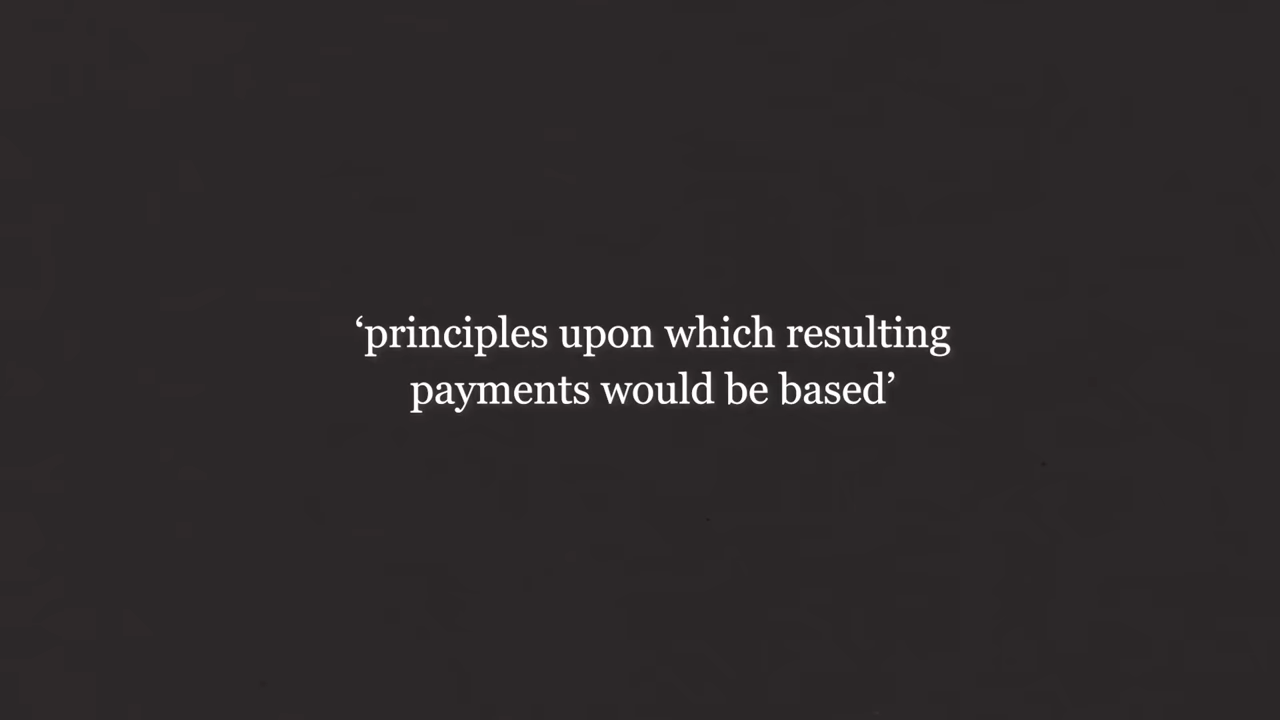 ‘principles upon which resulting
payments would be based’